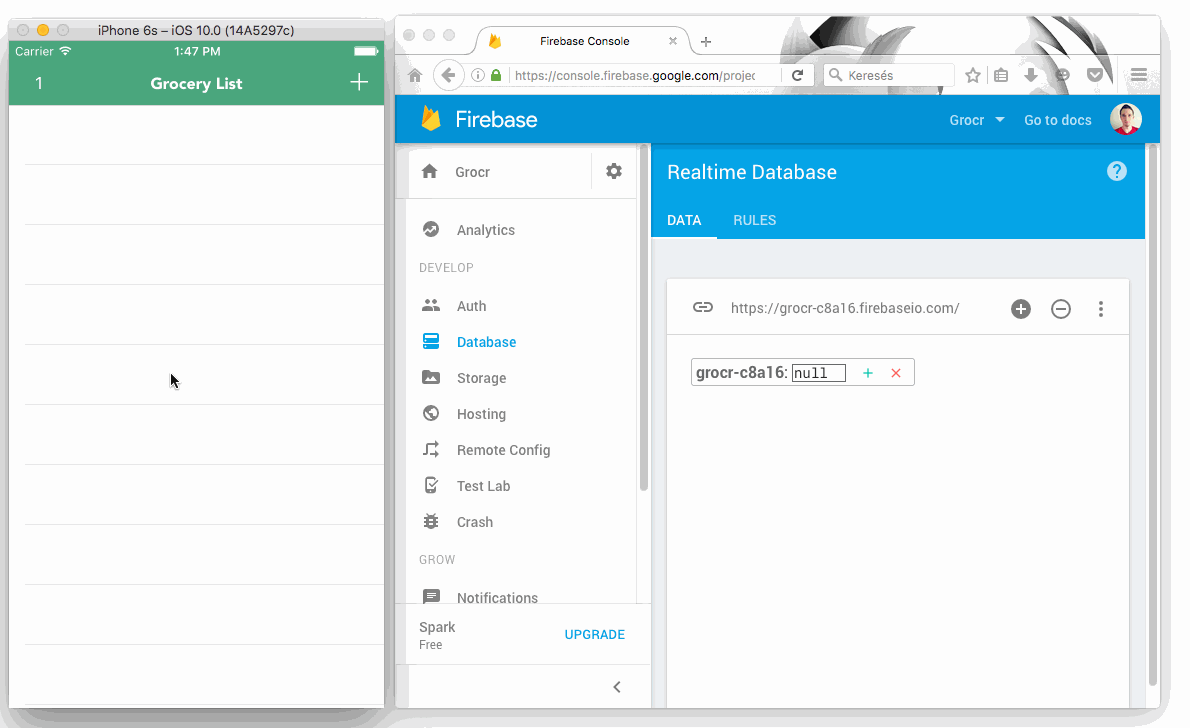 iPhone 6s – iOS 10.0 (14A5297c)
Carrier 1:47 PM
1 Grocery List
Firebase Console
https://console.firebase.google.com/projec
Keresés
Firebase
Grocr
Go to docs
Grocr
Analytics
DEVELOP
Auth
Database
Storage
Hosting
Remote Config
Test Lab
Crash
GROW
Notifications
Spark
Free
UPGRADE
Realtime Database
DATA RULES
https://grocr-c8a16.firebaseio.com/
grocr-c8a16: null